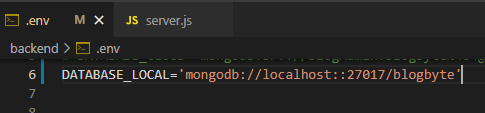 .env M JS server.js
backend > .env
6 DATABASE_LOCAL='mongodb://localhost::27017/blogbyte'
7